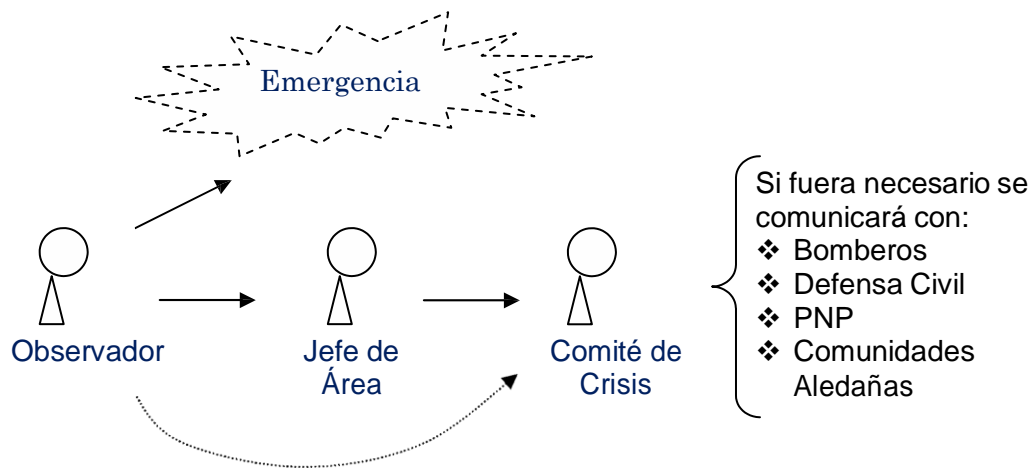 Emergencia
Si fuera necesario se
comunicará con:
❖ Bomberos
❖ Defensa Civil
❖ PNP
❖ Comunidades
Aledañas
Observador
Jefe de
Área
Comité de
Crisis